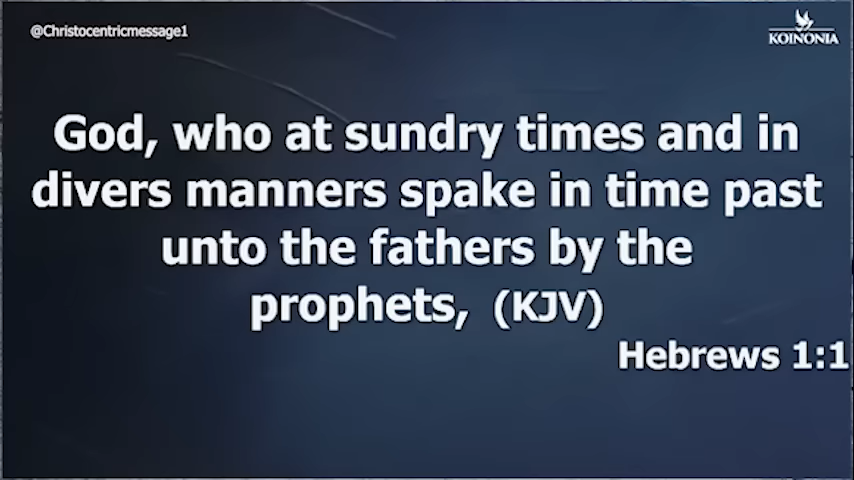 @Christocentricmessage1
KOINONIA
God, who at sundry times and in
divers manners spake in time past
unto the fathers by the
prophets, (KJV)
Hebrews 1:1